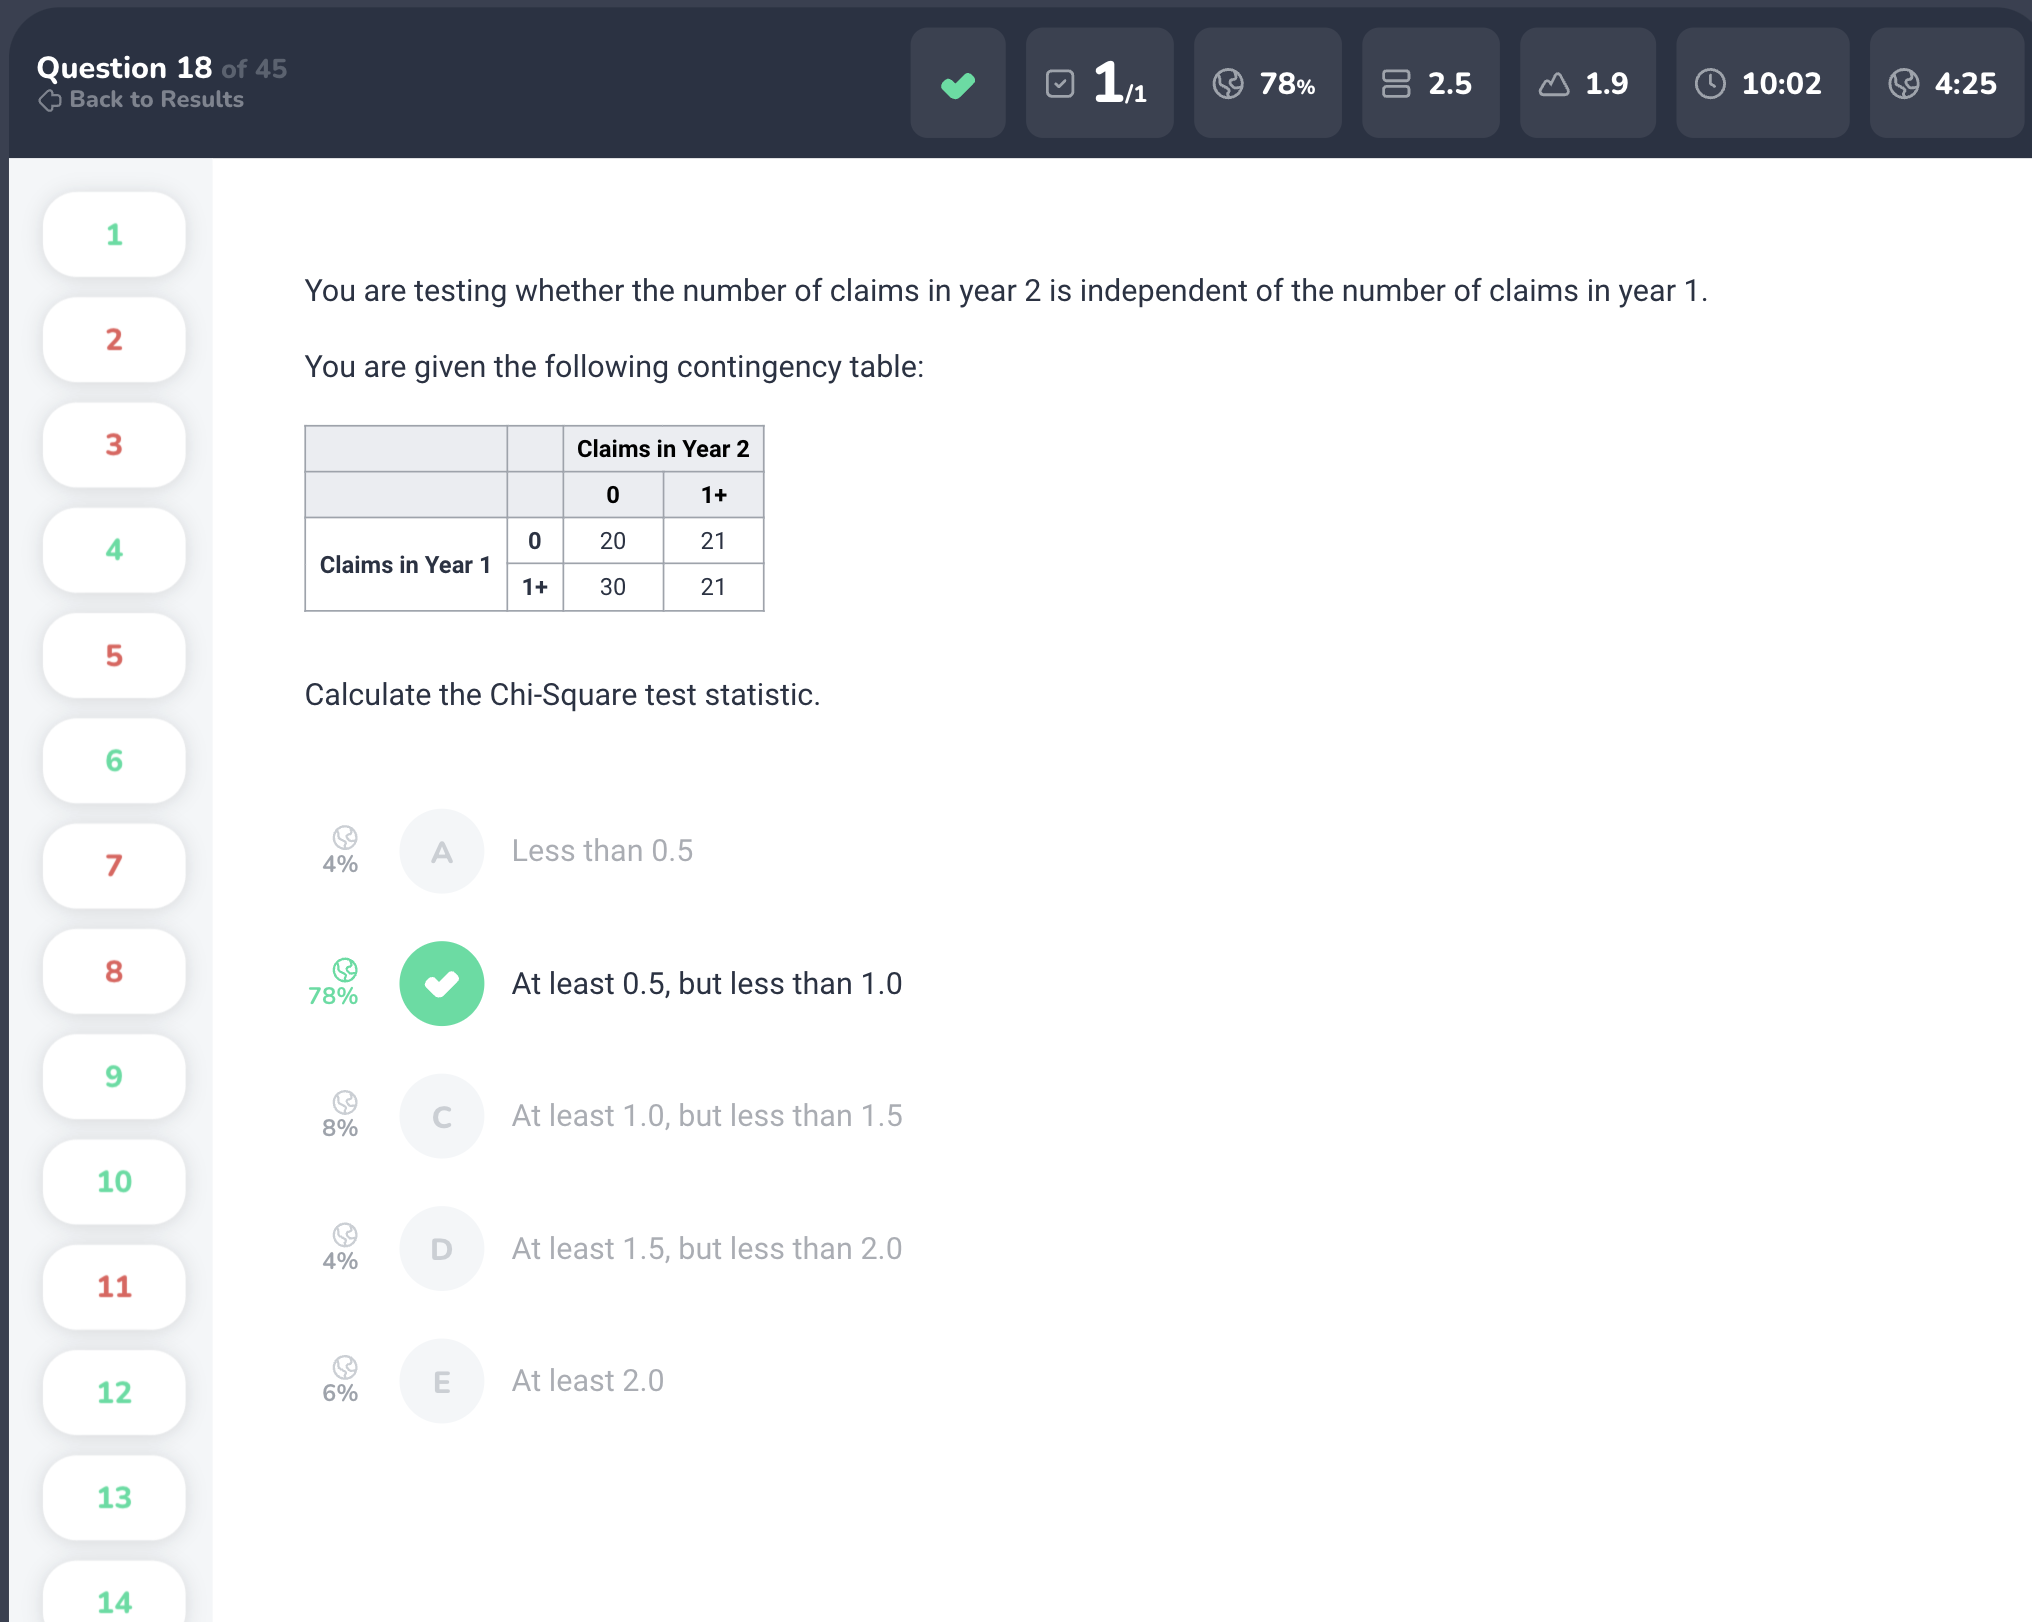 Question 18 of 45
Back to Results
1/1
78%
2.5
1.9
10:02
4:25
1
2
3
4
5
6
7
8
9
10
11
12
13
14
You are testing whether the number of claims in year 2 is independent of the number of claims in year 1.
You are given the following contingency table:
Claims in Year 2
0 1+
Claims in Year 1
0 20 21
1+ 30 21
Calculate the Chi-Square test statistic.
4% A Less than 0.5
78% At least 0.5, but less than 1.0
8% C At least 1.0, but less than 1.5
4% D At least 1.5, but less than 2.0
6% E At least 2.0